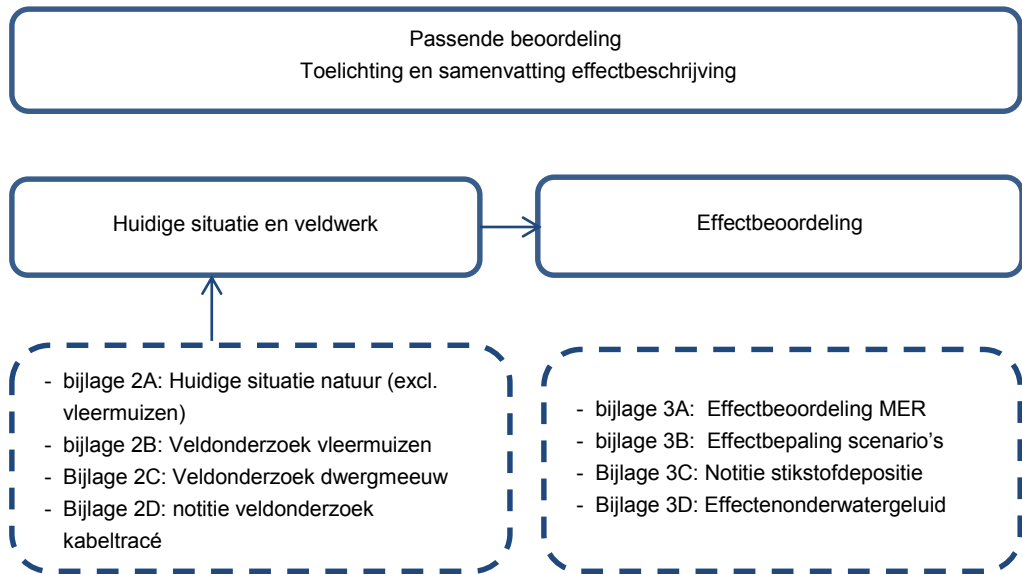 Passende beoordeling
Toelichting en samenvatting effectbeschrijving
Huidige situatie en veldwerk
Effectbeoordeling
- bijlage 2A: Huidige situatie natuur (excl.
vleermuizen)
- bijlage 2B: Veldonderzoek vleermuizen
- Bijlage 2C: Veldonderzoek dwergmeeuw
- Bijlage 2D: notitie veldonderzoek
kabeltracé
- bijlage 3A: Effectbeoordeling MER
- bijlage 3B: Effectbepaling scenario's
- Bijlage 3C: Notitie stikstofdepositie
- Bijlage 3D: Effectenonderwatergeluid